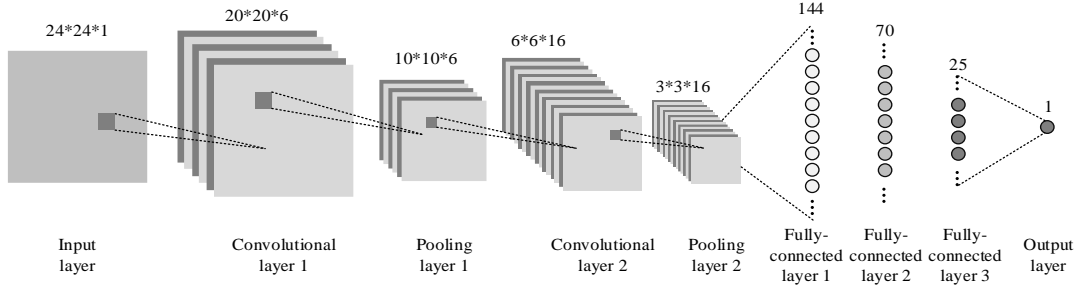 24*24*1
20*20*6
10*10*6
6*6*16
3*3*16
144
70
25
1
Input
layer
Convolutional
layer 1
Pooling
layer 1
Convolutional
layer 2
Pooling
layer 2
Fully-
connected
layer 1
Fully-
connected
layer 2
Fully-
connected
layer 3
Output
layer